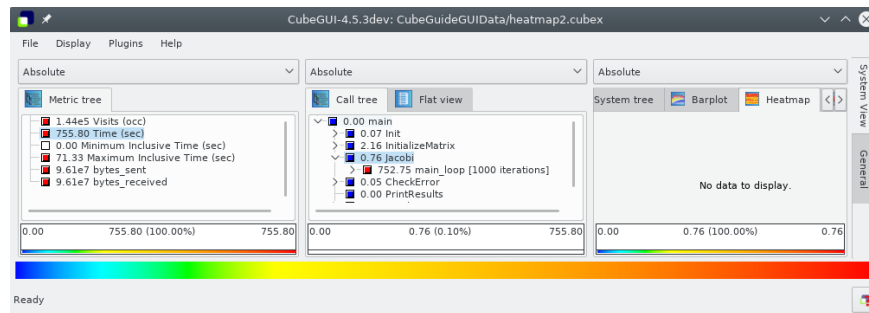 CubeGUI-4.5.3dev: CubeGuideGUIData/heatmap2.cubex
File Display Plugins Help
Absolute
Metric tree
1.44e5 Visits (occ)
755.80 Time (sec)
0.00 Minimum Inclusive Time (sec)
71.33 Maximum Inclusive Time (sec)
9.61e7 bytes_sent
9.61e7 bytes_received
0.00 755.80 (100.00%) 755.80
Absolute
Call tree Flat view
0.00 main
0.07 Init
2.16 InitializeMatrix
0.76 Jacobi
752.75 main_loop [1000 iterations]
0.05 CheckError
0.00 PrintResults
0.00 0.76 (0.10%) 755.80
Absolute
System tree Barplot Heatmap
No data to display.
0.00 0.76 (100.00%) 0.76
System View
General
Ready